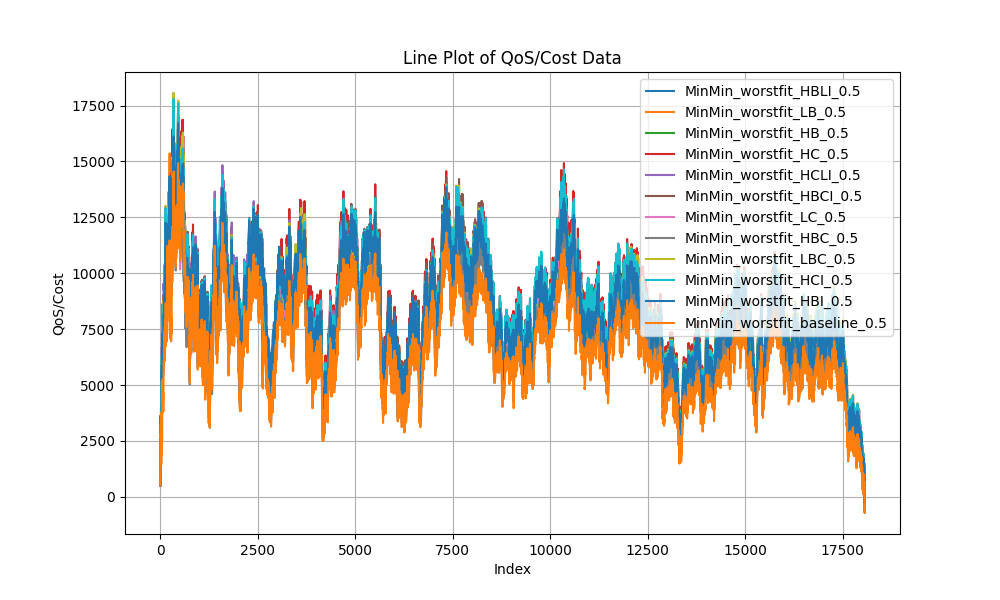 Line Plot of QoS/Cost Data
QoS/Cost
17500
15000
12500
10000
7500
5000
2500
0
MinMin_worstfit_HBLI_0.5
MinMin_worstfit_LB_0.5
MinMin_worstfit_HB_0.5
MinMin_worstfit_HC_0.5
MinMin_worstfit_HCLI_0.5
MinMin_worstfit_HBCI_0.5
MinMin_worstfit_LC_0.5
MinMin_worstfit_HBC_0.5
MinMin_worstfit_LBC_0.5
MinMin_worstfit_HCI_0.5
MinMin_worstfit_HBI_0.5
MinMin_worstfit_baseline_0.5
0 2500 5000 7500 10000 12500 15000 17500
Index